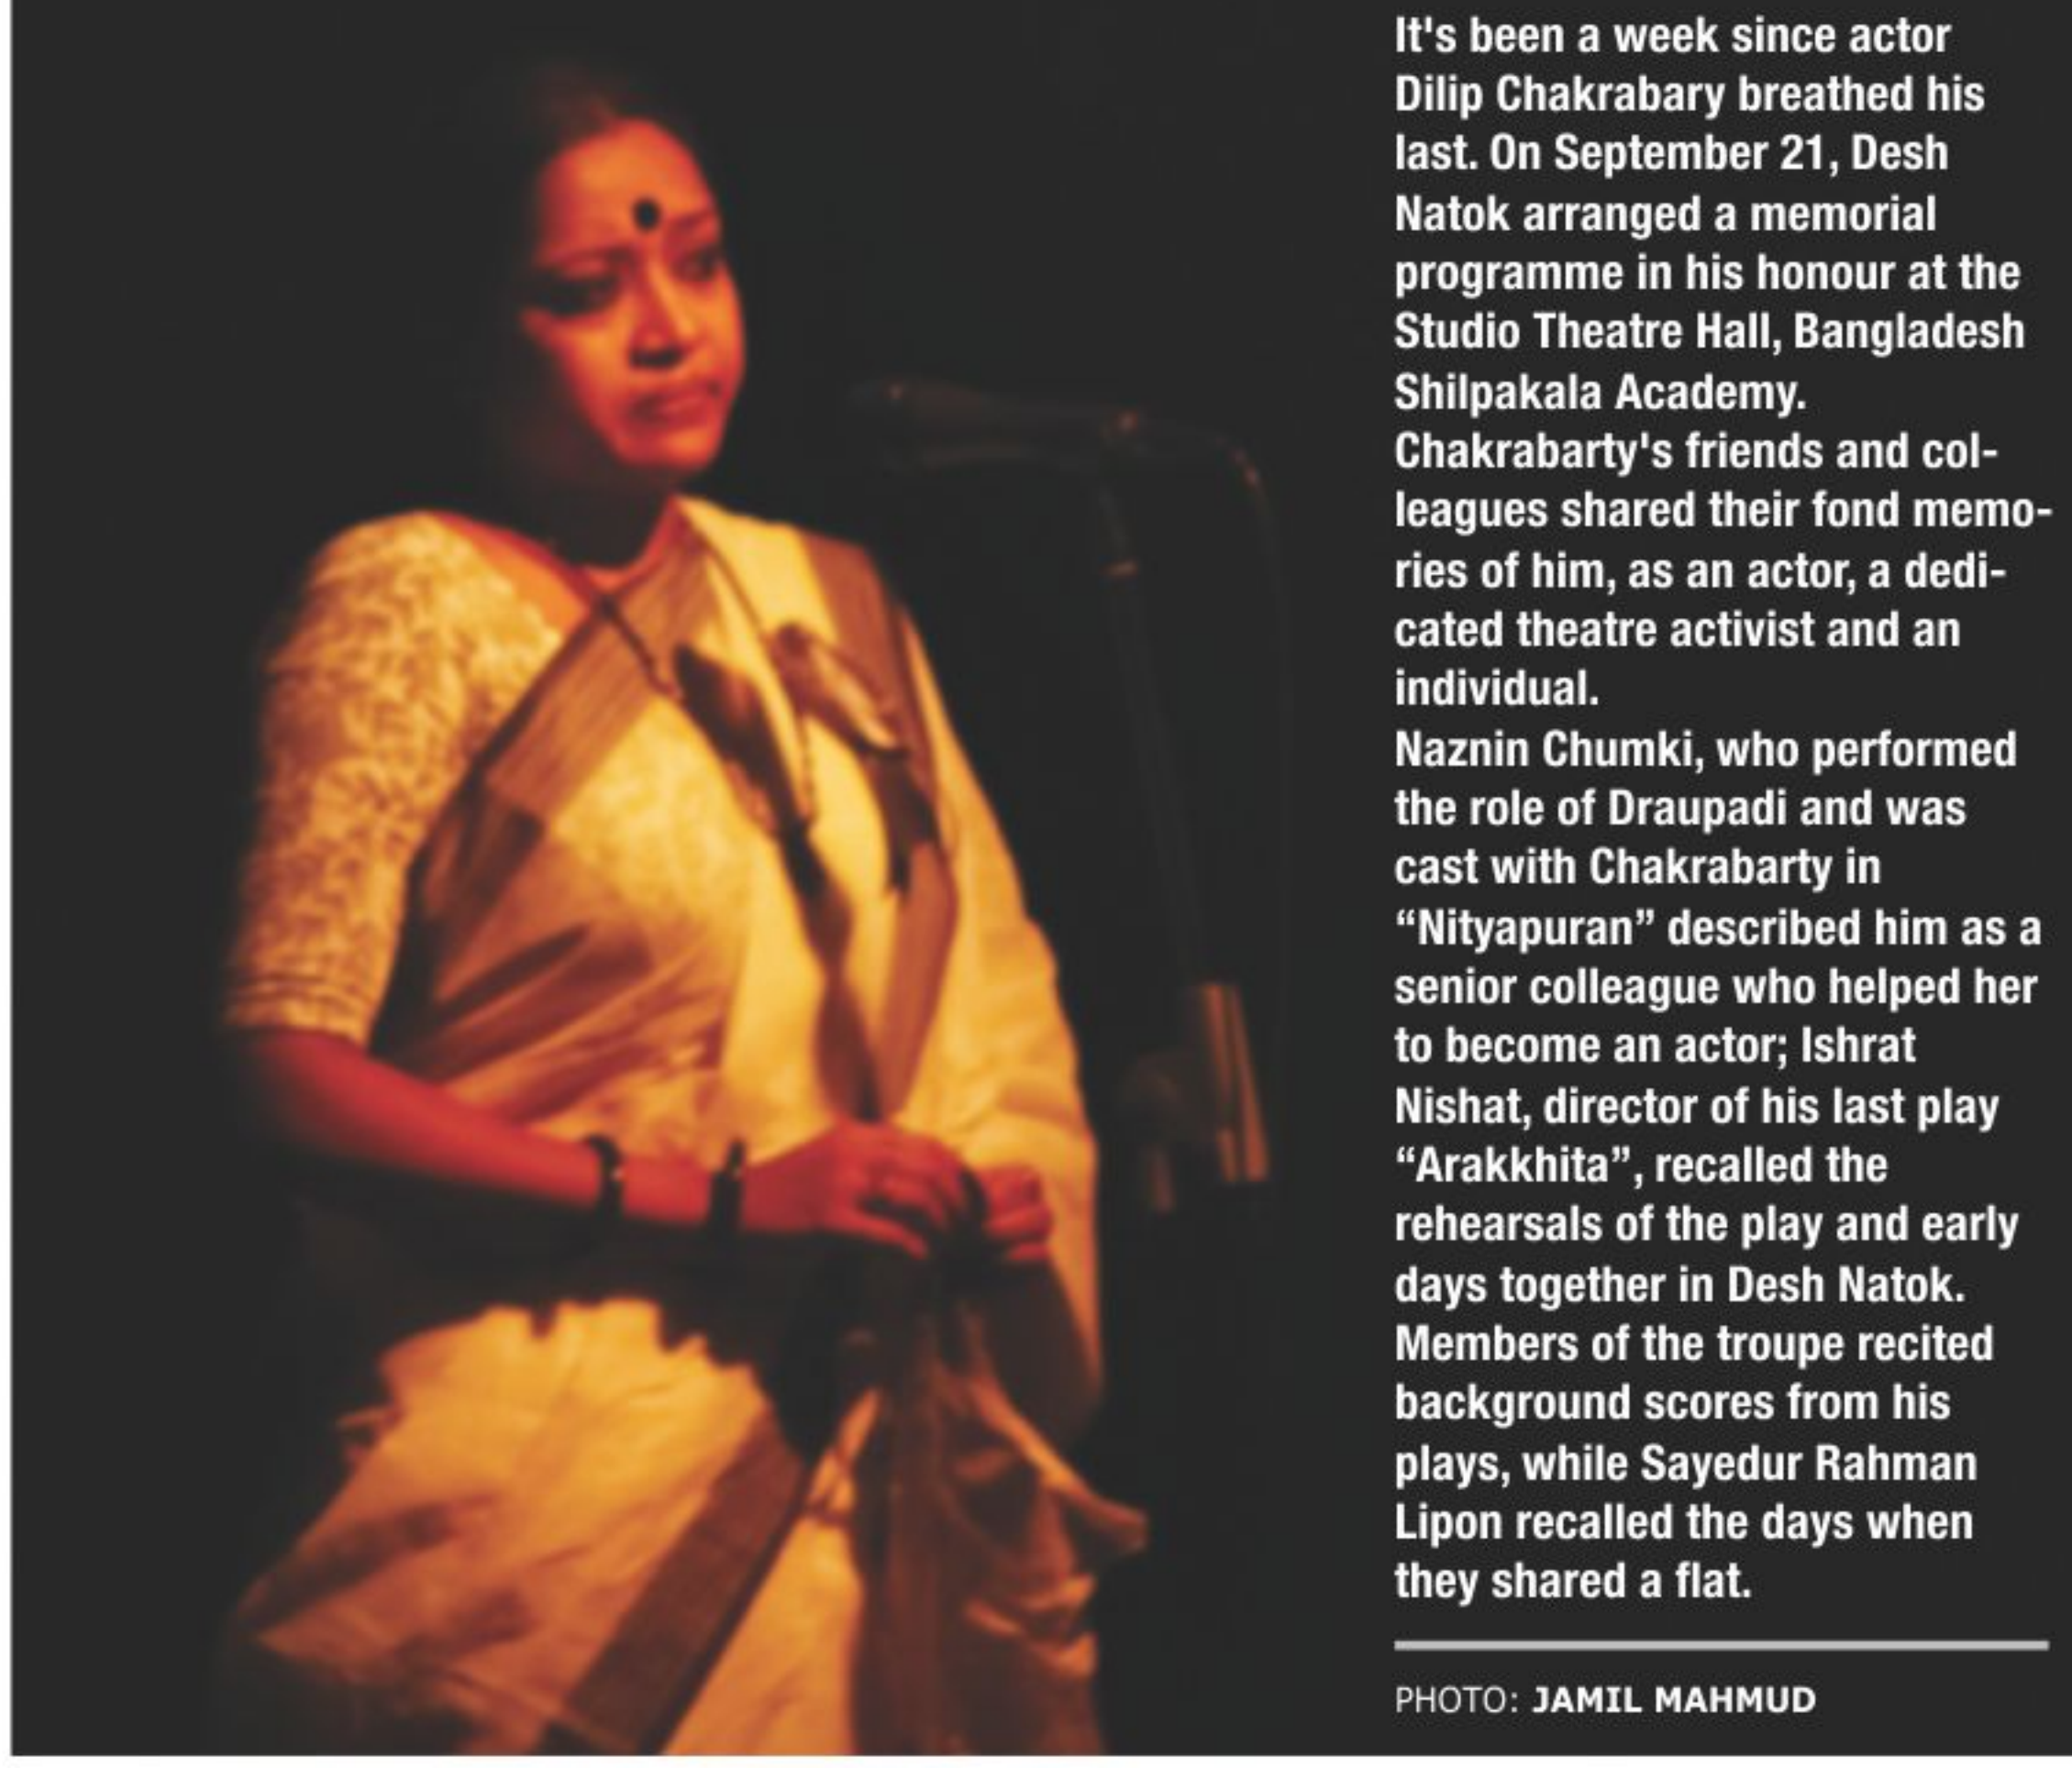 It's been a week since actor
Dilip Chakrabary breathed his
last. On September 21, Desh
Natok arranged a memorial
programme in his honour at the
Studio Theatre Hall, Bangladesh
Shilpakala Academy.
Chakrabarty's friends and col-
leagues shared their fond memo-
ries of him, as an actor, a dedi-
cated theatre activist and an
individual.
Naznin Chumki, who performed
the role of Draupadi and was
cast with Chakrabarty in
“Nityapuran” described him as a
senior colleague who helped her
to become an actor; Ishrat
Nishat, director of his last play
“Arakkhita”, recalled the
rehearsals of the play and early
days together in Desh Natok.
Members of the troupe recited
background scores from his
plays, while Sayedur Rahman
Lipon recalled the days when
they shared a flat.
PHOTO: JAMIL MAHMUD